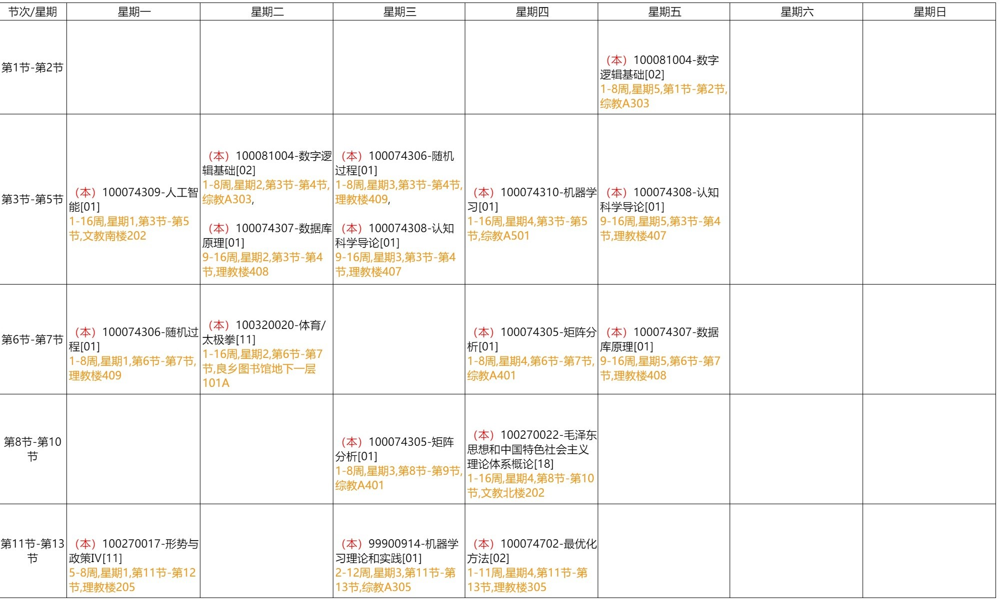 节次/星期
星期一
星期二
星期三
星期四
星期五
星期六
星期日
第1节-第2节
（本）100081004-数字
逻辑基础[02]
1-8周,星期5,第1节-第2节,
综教A303
第3节-第5节
（本）100074309-人工智
能[01]
1-16周,星期1,第3节-第5
节,文教南楼202
（本）100081004-数字逻
辑基础[02]
1-8周,星期2,第3节-第4节,
综教A303,
（本）100074307-数据库
原理[01]
9-16周,星期2,第3节-第4
节,理教楼408
（本）100074306-随机
过程[01]
1-8周,星期3,第3节-第4节,
理教楼409,
（本）100074308-认知
科学导论[01]
9-16周,星期3,第3节-第4
节,理教楼407
（本）100074310-机器学
习[01]
1-16周,星期4,第3节-第5
节,综教A501
（本）100074308-认知
科学导论[01]
9-16周,星期5,第3节-第4
节,理教楼407
第6节-第7节
（本）100074306-随机过
程[01]
1-8周,星期1,第6节-第7节,
理教楼409
（本）100320020-体育/
太极拳[11]
1-16周,星期2,第6节-第7
节,良乡图书馆地下一层
101A
（本）100074305-矩阵分
析[01]
1-8周,星期4,第6节-第7节,
综教A401
（本）100074307-数据
库原理[01]
9-16周,星期5,第6节-第7
节,理教楼408
第8节-第10
节
（本）100074305-矩阵
分析[01]
1-8周,星期3,第8节-第9节,
综教A401
（本）100270022-毛泽东
思想和中国特色社会主义
理论体系概论[18]
1-16周,星期4,第8节-第10
节,文教北楼202
第11节-第13
节
（本）100270017-形势与
政策IV[11]
5-8周,星期1,第11节-第12
节,理教楼205
（本）99900914-机器学
习理论和实践[01]
2-12周,星期3,第11节-第
13节,综教A305
（本）100074702-最优化
方法[02]
1-11周,星期4,第11节-第
13节,理教楼305